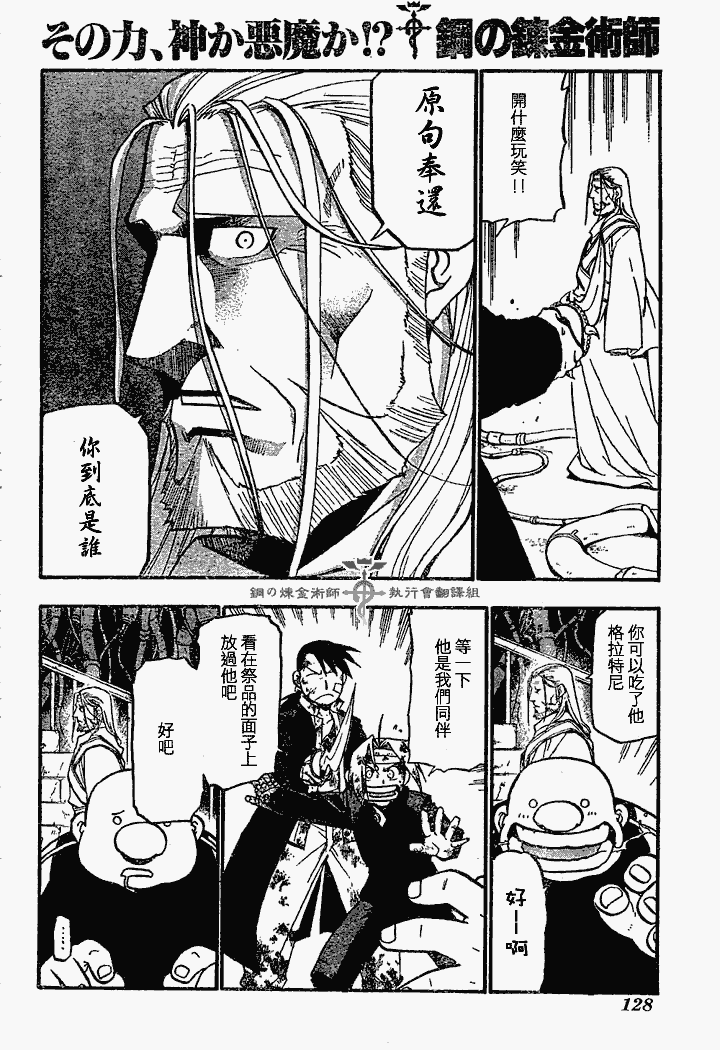 その力、神か悪魔か!? 鋼の錬金術師
開什麼玩笑!!
原句奉還
你到底是誰
鋼の煉金術師 執行會翻譯組
你可以吃了他
格拉特尼
好—啊
等一下
他是我們同伴
看在祭品的面子上
放過他吧
好吧
……
128